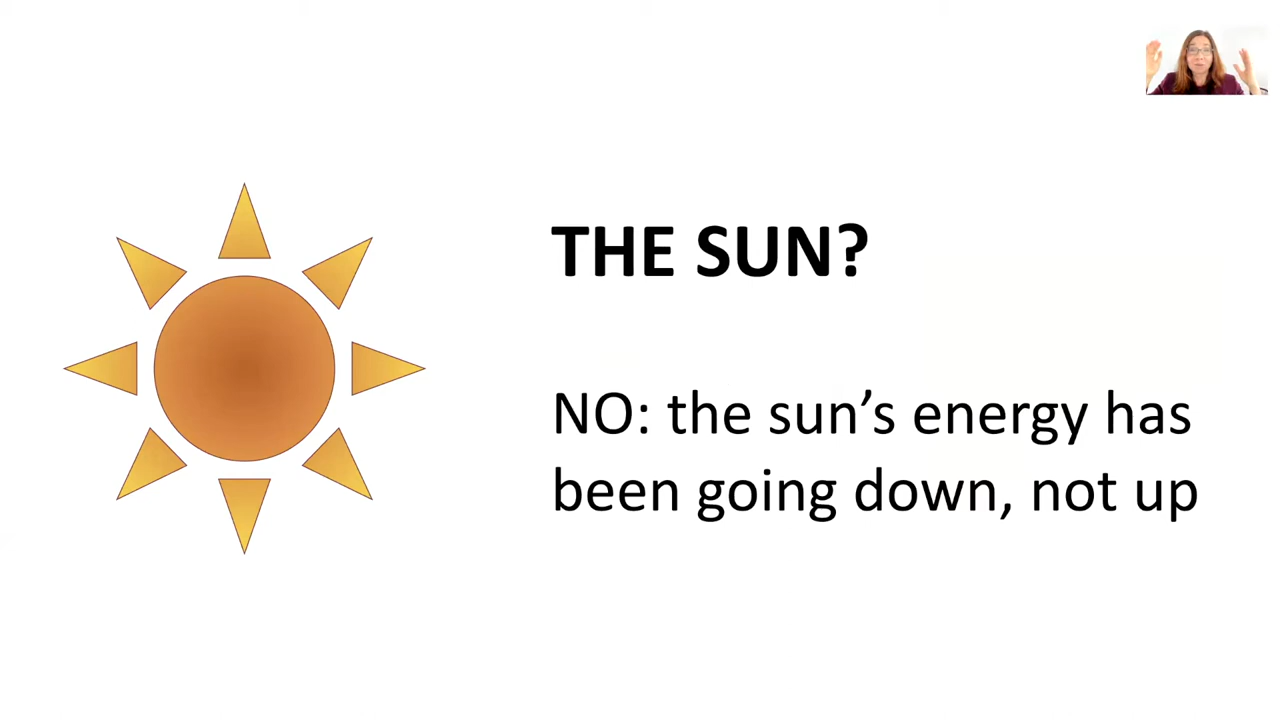 THE SUN?
NO: the sun’s energy has
been going down, not up